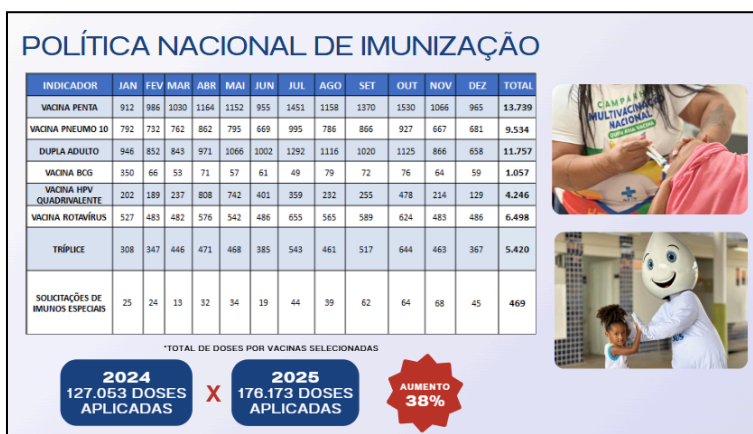 POLÍTICA NACIONAL DE IMUNIZAÇÃO
INDICADOR JAN FEV MAR ABR MAI JUN JUL AGO SET OUT NOV DEZ TOTAL
VACINA PENTA 912 986 1030 1164 1152 955 1451 1158 1370 1530 1066 965 13.739
VACINA PNEUMO 10 792 732 762 862 795 669 995 786 866 927 667 681 9.534
DUPLA ADULTO 946 852 843 971 1066 1002 1292 1116 1020 1125 866 658 11.757
VACINA BCG 350 66 53 71 57 61 49 79 72 76 64 59 1.057
VACINA HPV
QUADRIVALENTE 202 189 237 808 742 401 359 232 255 478 214 129 4.246
VACINA ROTAVÍRUS 527 483 482 576 542 486 655 565 589 624 483 486 6.498
TRÍPLICE 308 347 446 471 468 385 543 461 517 644 463 367 5.420
SOLICITAÇÕES DE
IMUNOS ESPECIAIS 25 24 13 32 34 19 44 39 62 64 68 45 469
*TOTAL DE DOSES POR VACINAS SELECIONADAS
2024
127.053 DOSES
APLICADAS
X
2025
176.173 DOSES
APLICADAS
AUMENTO
38%
CAMPANHA
MULTIVACINAÇÃO
NACIONAL